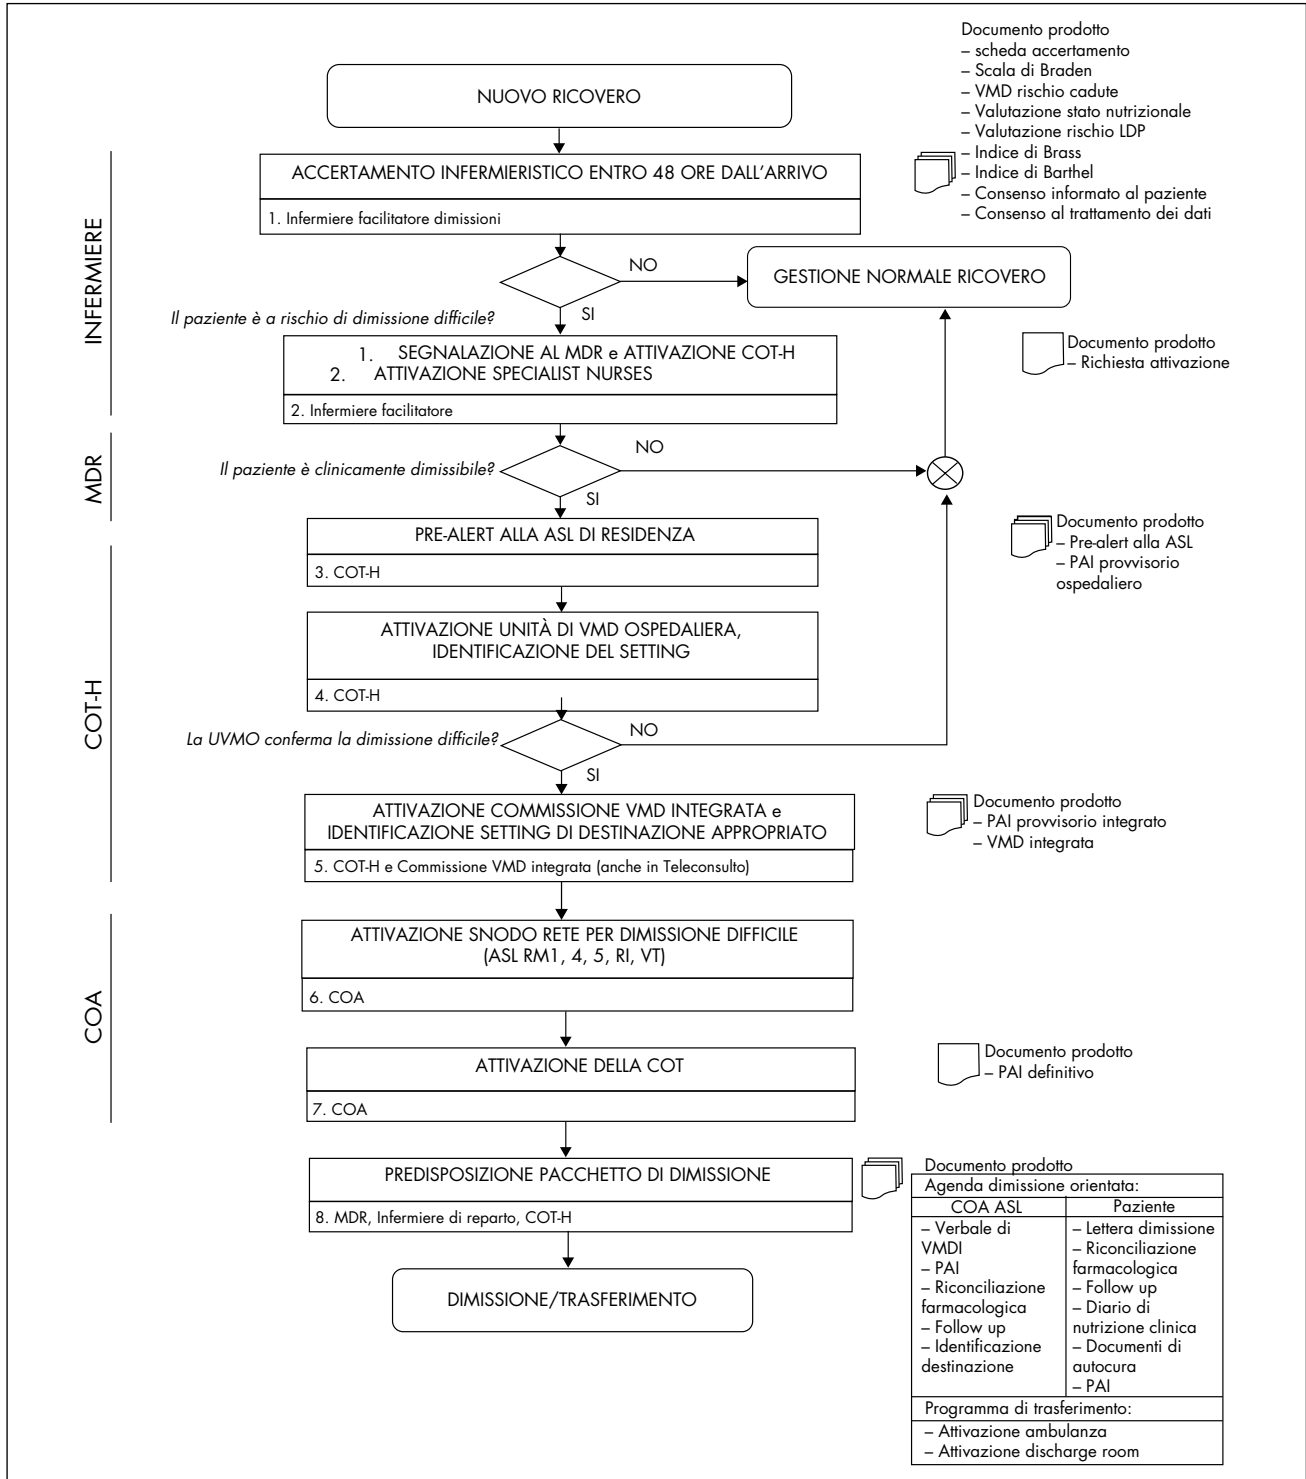 Documento prodotto
– scheda accertamento
– Scala di Braden
– VMD rischio cadute
– Valutazione stato nutrizionale
– Valutazione rischio LDP
– Indice di Brass
– Indice di Barthel
– Consenso informato al paziente
– Consenso al trattamento dei dati
NUOVO RICOVERO
INFERMIERE
ACCERTAMENTO INFERMIERISTICO ENTRO 48 ORE DALL'ARRIVO
1. Infermiere facilitatore dimissioni
NO
GESTIONE NORMALE RICOVERO
Il paziente è a rischio di dimissione difficile?
SI
1. SEGNALAZIONE AL MDR e ATTIVAZIONE COT-H
2. ATTIVAZIONE SPECIALIST NURSES
2. Infermiere facilitatore
Documento prodotto
– Richiesta attivazione
MDR
NO
Il paziente è clinicamente dimissibile?
SI
COT-H
PRE-ALERT ALLA ASL DI RESIDENZA
3. COT-H
Documento prodotto
– Pre-alert alla ASL
– PAI provvisorio
ospedaliero
ATTIVAZIONE UNITÀ DI VMD OSPEDALIERA,
IDENTIFICAZIONE DEL SETTING
4. COT-H
La UVMO conferma la dimissione difficile?
NO
SI
ATTIVAZIONE COMMISSIONE VMD INTEGRATA e
IDENTIFICAZIONE SETTING DI DESTINAZIONE APPROPRIATO
5. COT-H e Commissione VMD integrata (anche in Teleconsulto)
Documento prodotto
– PAI provvisorio integrato
– VMD integrata
COA
ATTIVAZIONE SNODO RETE PER DIMISSIONE DIFFICILE
(ASL RM1, 4, 5, RI, VT)
6. COA
ATTIVAZIONE DELLA COT
7. COA
Documento prodotto
– PAI definitivo
PREDISPOSIZIONE PACCHETTO DI DIMISSIONE
8. MDR, Infermiere di reparto, COT-H
DIMISSIONE/TRASFERIMENTO
Documento prodotto
Agenda dimissione orientata:
COA ASL
– Verbale di
VMDI
– PAI
– Riconciliazione
farmacologica
– Follow up
– Identificazione
destinazione
Paziente
– Lettera dimissione
– Riconciliazione
farmacologica
– Follow up
– Diario di
nutrizione clinica
– Documenti di
autocura
– PAI
Programma di trasferimento:
– Attivazione ambulanza
– Attivazione discharge room